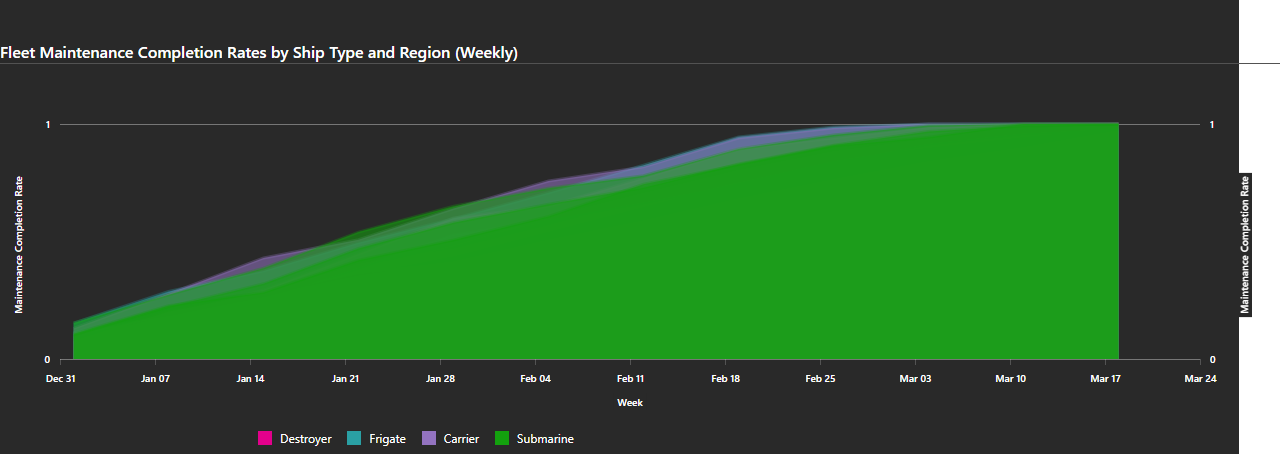 Fleet Maintenance Completion Rates by Ship Type and Region (Weekly)
1
1
Maintenance Completion Rate
Maintenance Completion Rate
0
0
Dec 31 Jan 07 Jan 14 Jan 21 Jan 28 Feb 04 Feb 11 Feb 18 Feb 25 Mar 03 Mar 10 Mar 17 Mar 24
Week
Destroyer Frigate Carrier Submarine